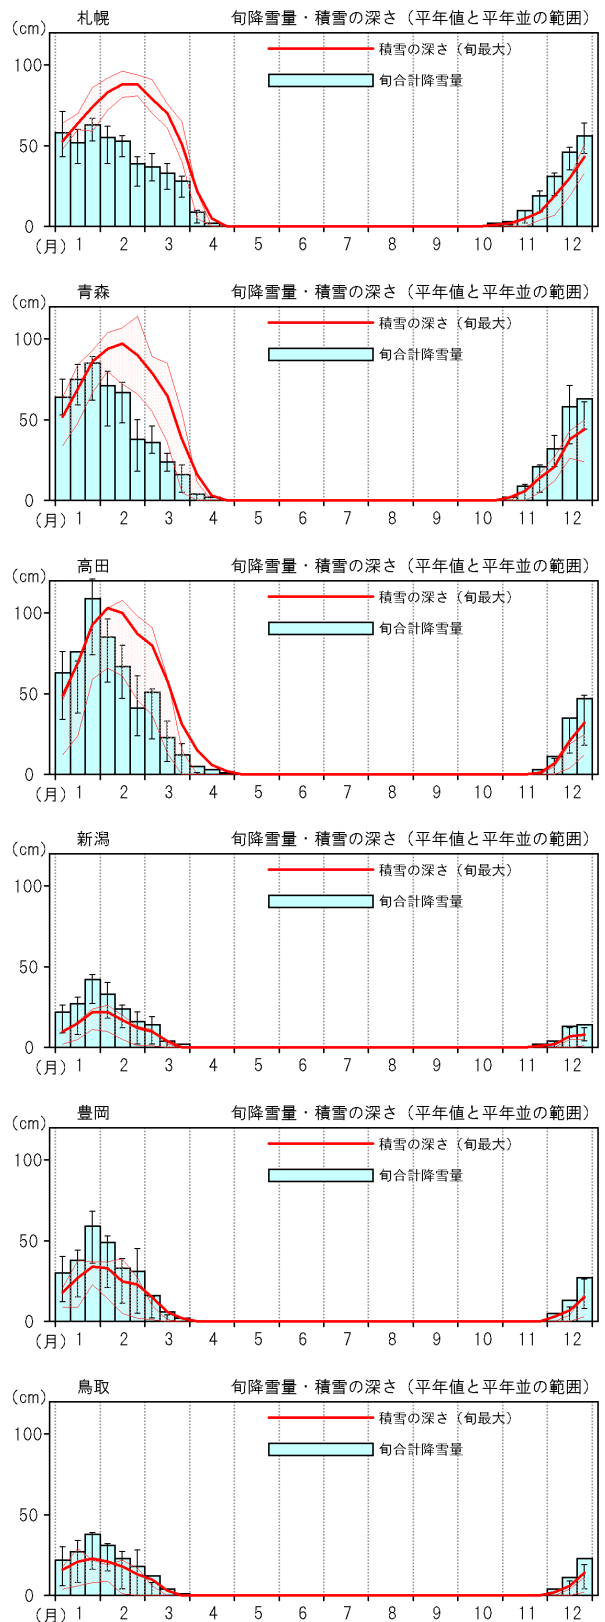 (cm) 札幌 旬降雪量・積雪の深さ（平年値と平年並の範囲）
積雪の深さ（旬最大）
100
旬合計降雪量
50
0
（月） 1 2 3 4 5 6 7 8 9 10 11 12
(cm) 青森 旬降雪量・積雪の深さ（平年値と平年並の範囲）
積雪の深さ（旬最大）
100
旬合計降雪量
50
0
（月） 1 2 3 4 5 6 7 8 9 10 11 12
(cm) 高田 旬降雪量・積雪の深さ（平年値と平年並の範囲）
積雪の深さ（旬最大）
100
旬合計降雪量
50
0
（月） 1 2 3 4 5 6 7 8 9 10 11 12
(cm) 新潟 旬降雪量・積雪の深さ（平年値と平年並の範囲）
積雪の深さ（旬最大）
100
旬合計降雪量
50
0
（月） 1 2 3 4 5 6 7 8 9 10 11 12
(cm) 豊岡 旬降雪量・積雪の深さ（平年値と平年並の範囲）
積雪の深さ（旬最大）
100
旬合計降雪量
50
0
（月） 1 2 3 4 5 6 7 8 9 10 11 12
(cm) 鳥取 旬降雪量・積雪の深さ（平年値と平年並の範囲）
積雪の深さ（旬最大）
100
旬合計降雪量
50
0
（月） 1 2 3 4 5 6 7 8 9 10 11 12